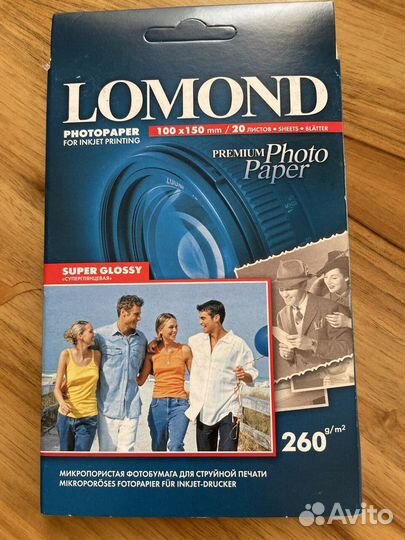 LOMOND
PHOTOPAPER
FOR INKJET PRINTING
100 x 150 mm / 20 ЛИСТОВ • SHEETS • BLÄTTER
PREMIUM Photo
Paper
SUPER GLOSSY
«СУПЕРГЛЯНЦЕВАЯ»
260 g/m²
МИКРОПОРИСТАЯ ФОТОБУМАГА ДЛЯ СТРУЙНОЙ ПЕЧАТИ
MIKROPORÖSES FOTOPAPIER FÜR INKJET-DRUCKER
Avito